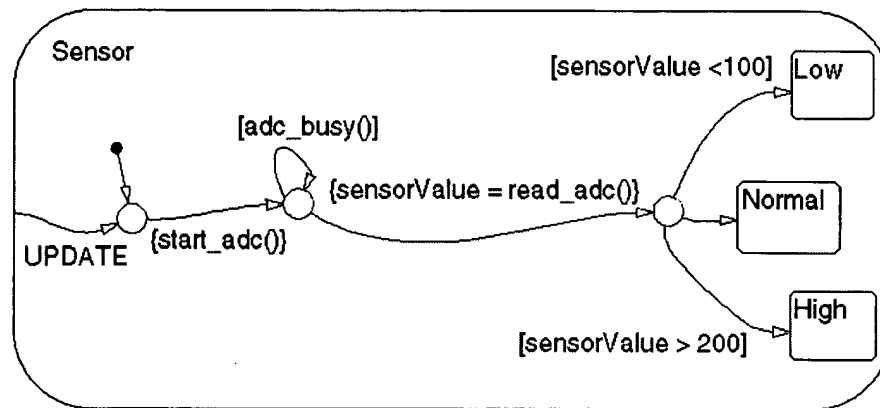 Sensor
[sensorValue <100]
Low
[adc_busy()]
{sensorValue = read_adc()}
Normal
{start_adc()}
UPDATE
High
[sensorValue > 200]